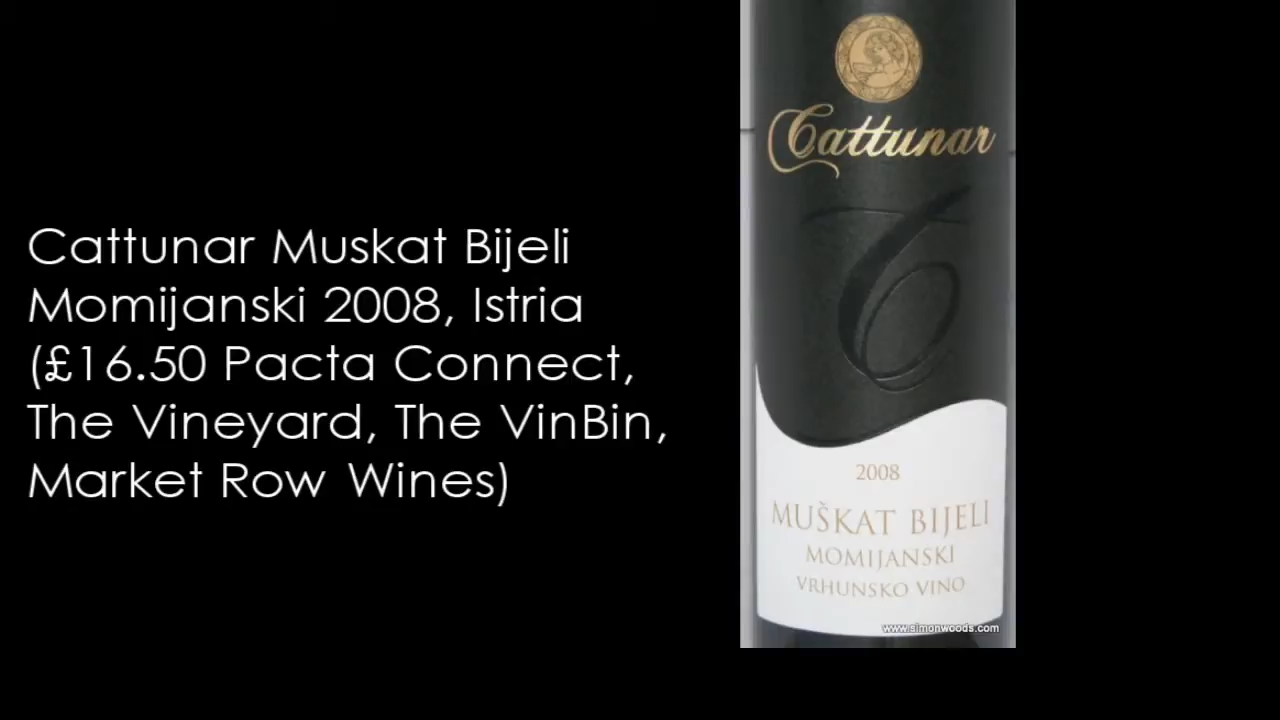 Cattunar Muskat Bijeli
Momijanski 2008, Istria
(£16.50 Pacta Connect,
The Vineyard, The VinBin,
Market Row Wines)
Cattunar
C
2008
MUŠKAT BIJELI
MOMIJANSKI
VRHUNSKO VINO
www.simonwoods.com